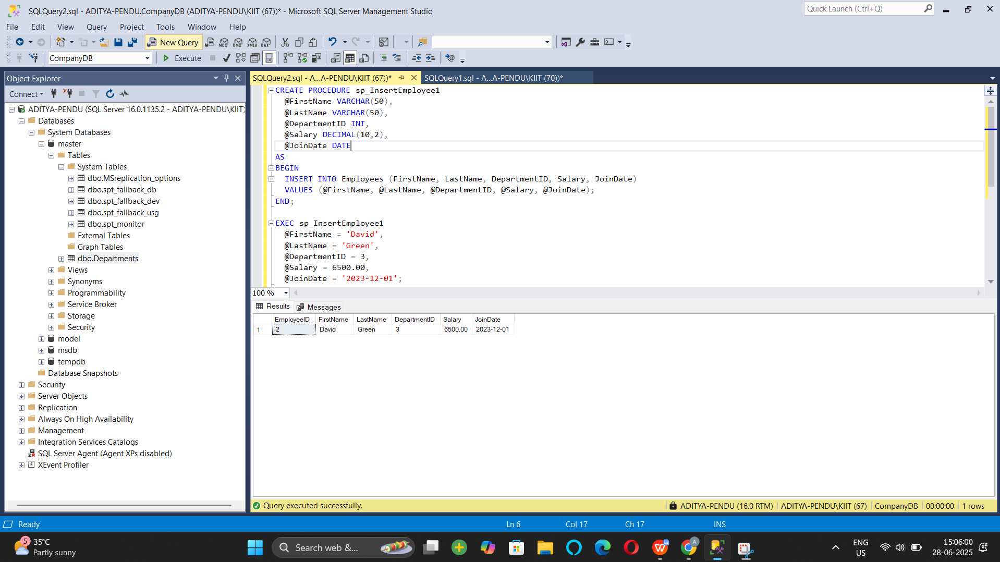 SQLQuery2.sql - ADITYA-PENDU.CompanyDB (ADITYA-PENDU\KIIT (67))* - Microsoft SQL Server Management Studio
Quick Launch (Ctrl+Q)
File Edit View Query Project Tools Window Help
New Query MDX DMX XMLA DAX
CompanyDB Execute
Object Explorer
Connect
ADITYA-PENDU (SQL Server 16.0.1135.2 - ADITYA-PENDU\KIIT)
Databases
System Databases
master
Tables
System Tables
dbo.MSreplication_options
dbo.spt_fallback_db
dbo.spt_fallback_dev
dbo.spt_fallback_usg
dbo.spt_monitor
External Tables
Graph Tables
dbo.Departments
Views
Synonyms
Programmability
Service Broker
Storage
Security
model
msdb
tempdb
Database Snapshots
Security
Server Objects
Replication
Always On High Availability
Management
Integration Services Catalogs
SQL Server Agent (Agent XPs disabled)
XEvent Profiler
SQLQuery2.sql - A...A-PENDU\KIIT (67))* SQLQuery1.sql - A...A-PENDU\KIIT (70))*
CREATE PROCEDURE sp_InsertEmployee1
@FirstName VARCHAR(50),
@LastName VARCHAR(50),
@DepartmentID INT,
@Salary DECIMAL(10,2),
@JoinDate DATE
AS
BEGIN
INSERT INTO Employees (FirstName, LastName, DepartmentID, Salary, JoinDate)
VALUES (@FirstName, @LastName, @DepartmentID, @Salary, @JoinDate);
END;
EXEC sp_InsertEmployee1
@FirstName = 'David',
@LastName = 'Green',
@DepartmentID = 3,
@Salary = 6500.00,
@JoinDate = '2023-12-01';
100 %
Results Messages
EmployeeID FirstName LastName DepartmentID Salary JoinDate
1 2 David Green 3 6500.00 2023-12-01
Query executed successfully. ADITYA-PENDU (16.0 RTM) ADITYA-PENDU\KIIT (67) CompanyDB 00:00:00 1 rows
Ready Ln 6 Col 17 Ch 17 INS
5 35°C
Partly sunny
Search web &...
ENG
US
15:06:00
28-06-2025